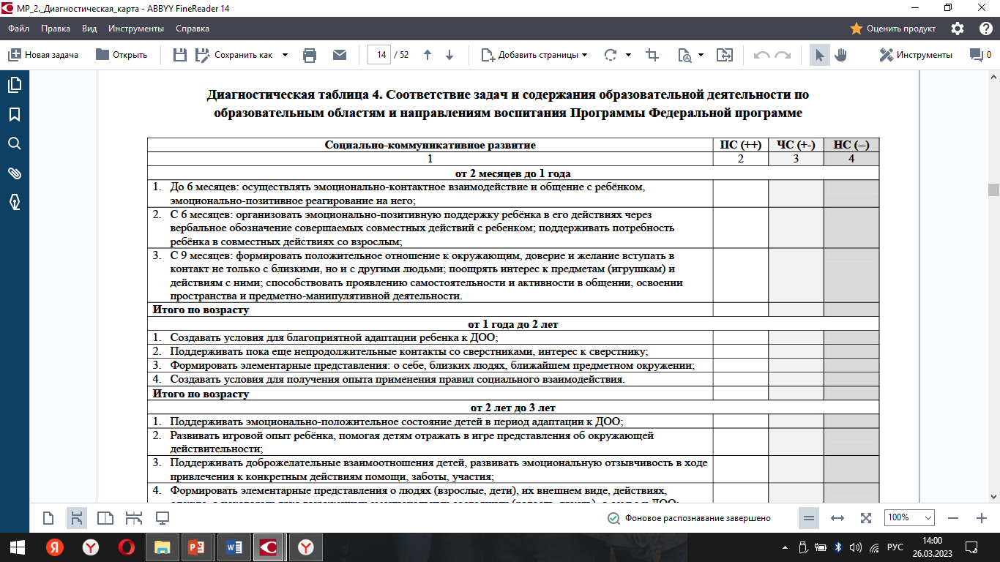 МР_2._Диагностическая_карта - ABBYY FineReader 14
Файл Правка Вид Инструменты Справка
Оценить продукт
Новая задача Открыть Сохранить как 14 / 52 Добавить страницы Инструменты 0
Диагностическая таблица 4. Соответствие задач и содержания образовательной деятельности по
образовательным областям и направлениям воспитания Программы Федеральной программе
Социально-коммуникативное развитие ПС (++) ЧС (+-) НС (--)
1 2 3 4
от 2 месяцев до 1 года
1. До 6 месяцев: осуществлять эмоционально-контактное взаимодействие и общение с ребёнком,
эмоционально-позитивное реагирование на него;
2. С 6 месяцев: организовать эмоционально-позитивную поддержку ребёнка в его действиях через
вербальное обозначение совершаемых совместных действий с ребенком; поддерживать потребность
ребёнка в совместных действиях со взрослым;
3. С 9 месяцев: формировать положительное отношение к окружающим, доверие и желание вступать в
контакт не только с близкими, но и с другими людьми; поощрять интерес к предметам (игрушкам) и
действиям с ними; способствовать проявлению самостоятельности и активности в общении, освоении
пространства и предметно-манипулятивной деятельности.
Итого по возрасту
от 1 года до 2 лет
1. Создавать условия для благоприятной адаптации ребенка к ДОО;
2. Поддерживать пока еще непродолжительные контакты со сверстниками, интерес к сверстнику;
3. Формировать элементарные представления: о себе, близких людях, ближайшем предметном окружении;
4. Создавать условия для получения опыта применения правил социального взаимодействия.
Итого по возрасту
от 2 лет до 3 лет
1. Поддерживать эмоционально-положительное состояние детей в период адаптации к ДОО;
2. Развивать игровой опыт ребёнка, помогая детям отражать в игре представления об окружающей
действительности;
3. Поддерживать доброжелательные взаимоотношения детей, развивать эмоциональную отзывчивость в ходе
привлечения к конкретным действиям помощи, заботы, участия;
4. Формировать элементарные представления о людях (взрослые, дети), их внешнем виде, действиях,
Фоновое распознавание завершено 100%
РУС 14:00
26.03.2023